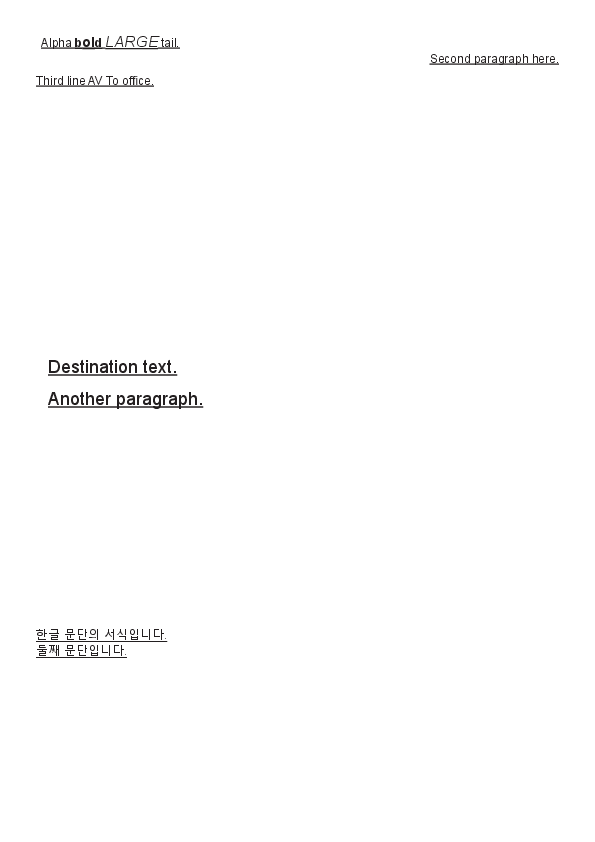 Alpha bold LARGE tail.
Second paragraph here.
Third line AV To office.
Destination text.
Another paragraph.
한글 문단의 서식입니다.
둘째 문단입니다.